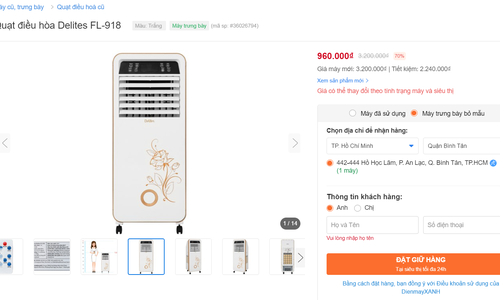 áy cũ, trưng bày > Quạt điều hoà cũ
Quạt điều hòa Delites FL-918 Màu: Trắng Máy trưng bày (mã sp: #36026794)
960.000₫ 3.200.000₫ 70%
Giá máy mới: 3.200.000₫ | Tiết kiệm: 2.240.000₫
Xem sản phẩm mới >
Giá có thể thay đổi theo tình trạng máy và siêu thị
Máy đã sử dụng Máy trưng bày bỏ mẫu
Chọn địa chỉ để nhận hàng:
TP. Hồ Chí Minh Quận Bình Tân
442-444 Hồ Học Lãm, P. An Lạc, Q. Bình Tân, TP.HCM
(1 máy)
Thông tin khách hàng:
Anh Chị
Họ và Tên Số điện thoại
Vui lòng nhập họ tên
ĐẶT GIỮ HÀNG
Tại siêu thị tối đa 24h
Bằng cách đặt hàng, bạn đồng ý với Điều khoản sử dụng của
DienmayXANH
1 / 14